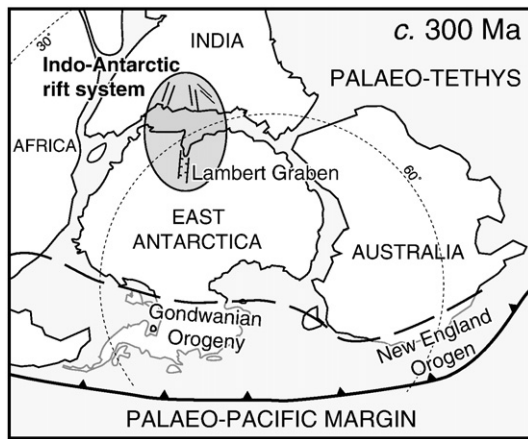 c. 300 Ma
30°
INDIA
Indo-Antarctic
rift system
PALAEO-TETHYS
AFRICA
Lambert Graben
60°
EAST
ANTARCTICA
AUSTRALIA
Gondwanian
Orogeny
New England
Orogen
PALAEO-PACIFIC MARGIN